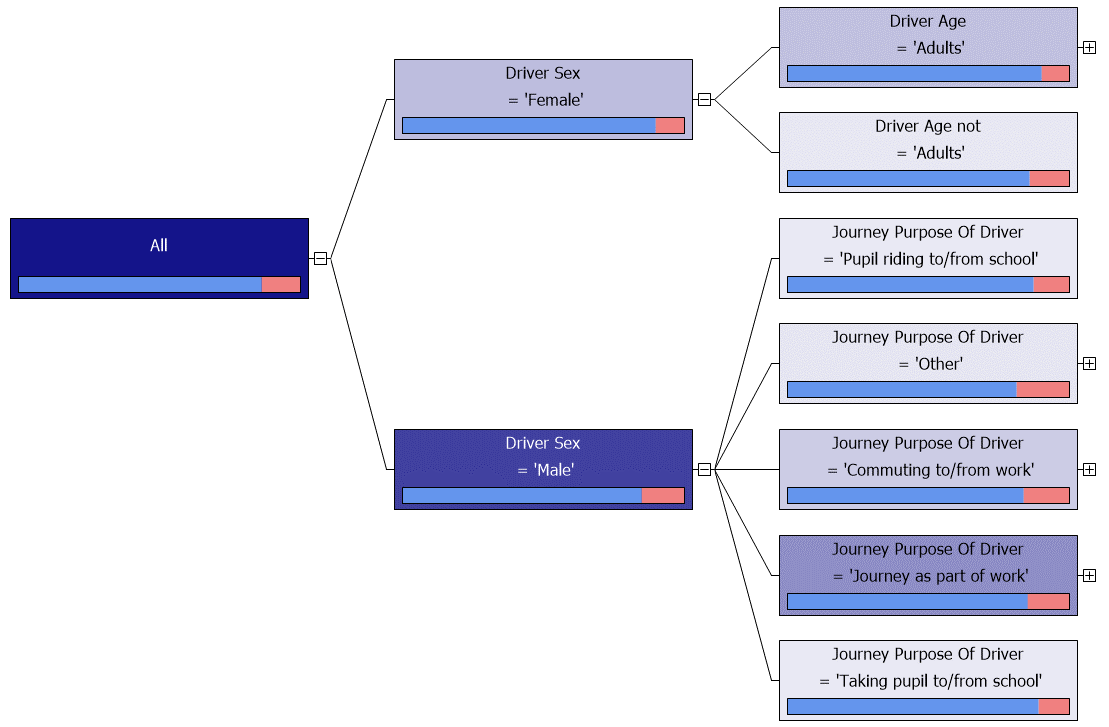 All
Driver Sex
= 'Female'
Driver Sex
= 'Male'
Driver Age
= 'Adults'
Driver Age not
= 'Adults'
Journey Purpose Of Driver
= 'Pupil riding to/from school'
Journey Purpose Of Driver
= 'Other'
Journey Purpose Of Driver
= 'Commuting to/from work'
Journey Purpose Of Driver
= 'Journey as part of work'
Journey Purpose Of Driver
= 'Taking pupil to/from school'